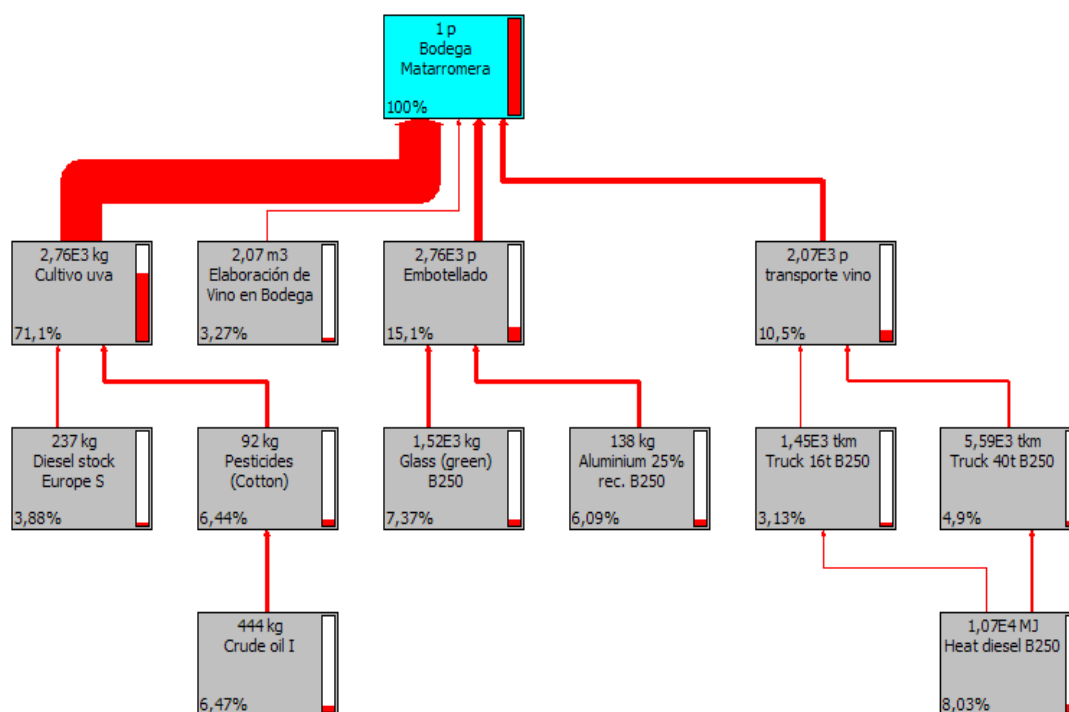 1 p
Bodega
Matarromera
100%
2,76E3 kg
Cultivo uva
71,1%
2,07 m3
Elaboración de
Vino en Bodega
3,27%
2,76E3 p
Embotellado
15,1%
2,07E3 p
transporte vino
10,5%
237 kg
Diesel stock
Europe S
3,88%
92 kg
Pesticides
(Cotton)
6,44%
1,52E3 kg
Glass (green)
B250
7,37%
138 kg
Aluminium 25%
rec. B250
6,09%
1,45E3 tkm
Truck 16t B250
3,13%
5,59E3 tkm
Truck 40t B250
4,9%
444 kg
Crude oil I
6,47%
1,07E4 MJ
Heat diesel B250
8,03%